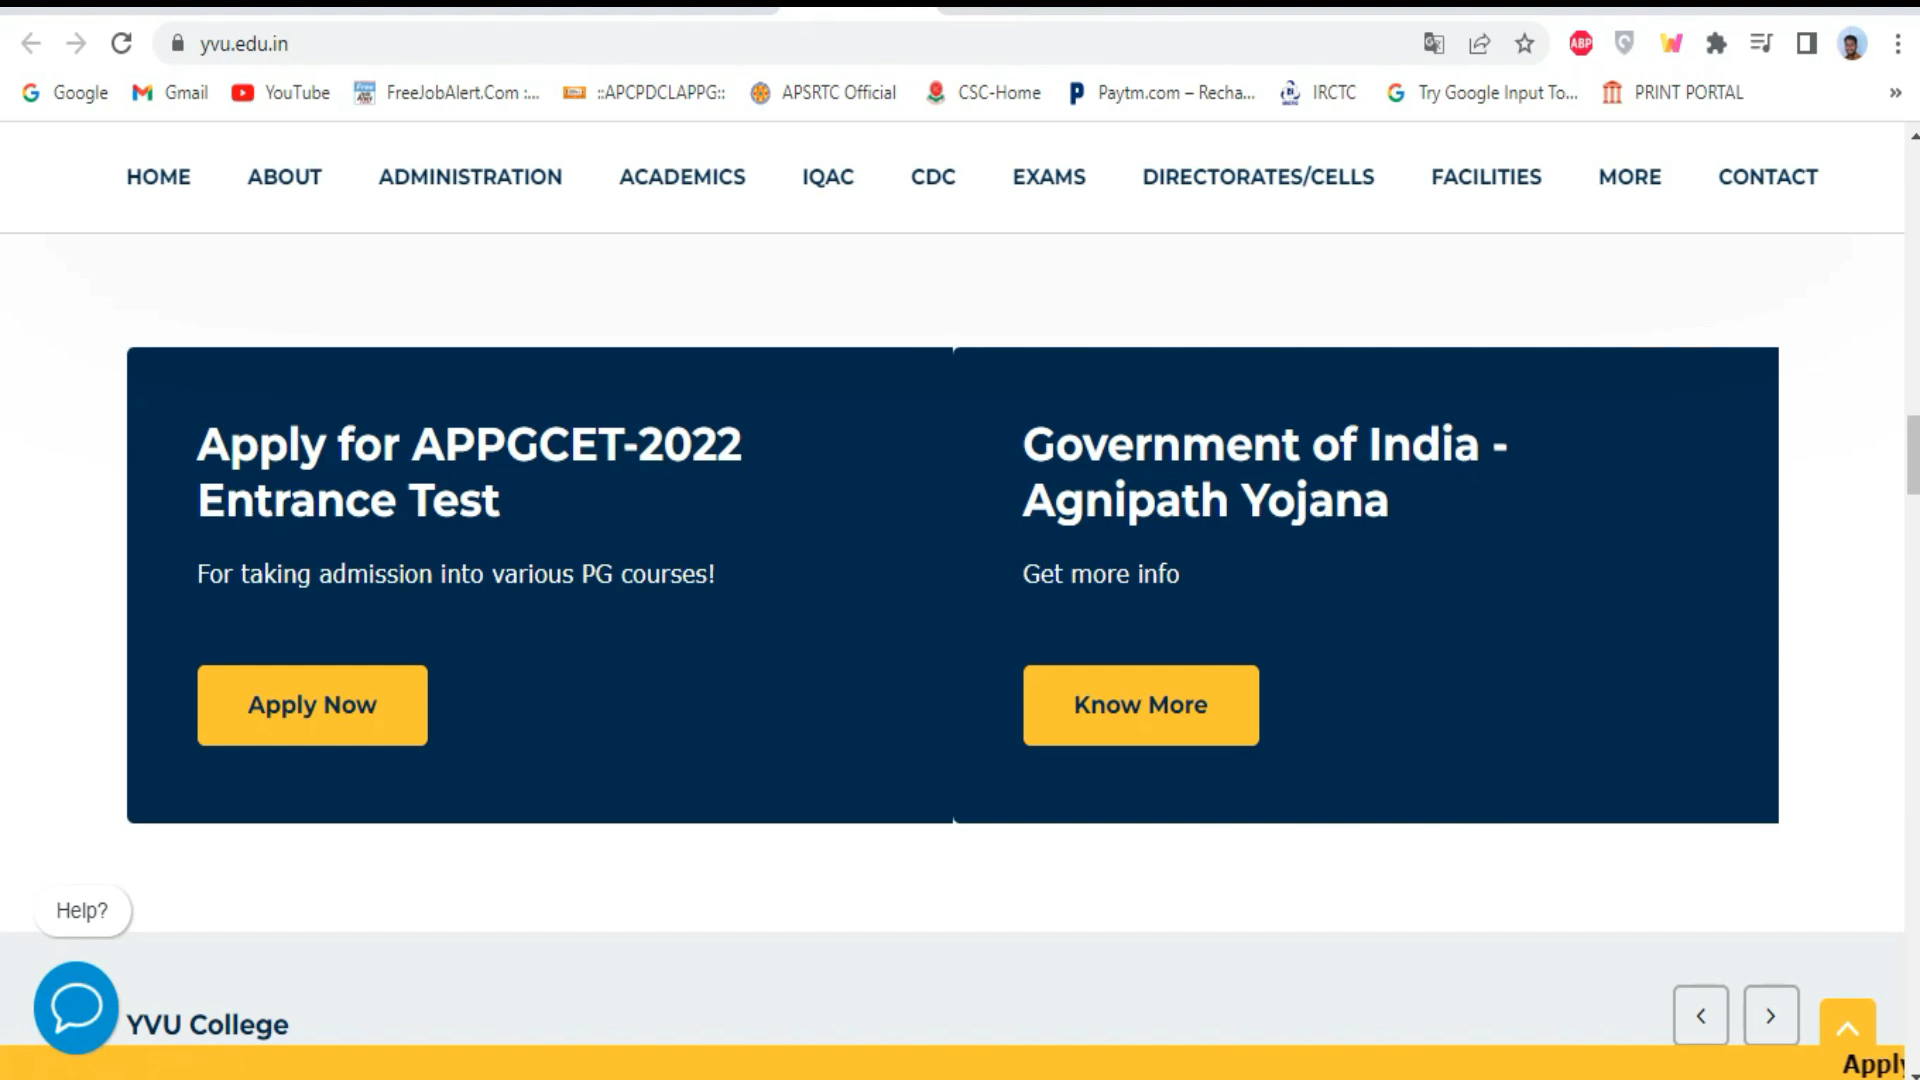 yvu.edu.in
ABP
Google Gmail YouTube FreeJobAlert.Com :... ::APCPDCLAPPG:: APSRTC Official CSC-Home Paytm.com – Recha... IRCTC Try Google Input To... PRINT PORTAL »
HOME ABOUT ADMINISTRATION ACADEMICS IQAC CDC EXAMS DIRECTORATES/CELLS FACILITIES MORE CONTACT
Apply for APPGCET-2022
Entrance Test
For taking admission into various PG courses!
Apply Now
Government of India -
Agnipath Yojana
Get more info
Know More
Help?
YVU College
Apply